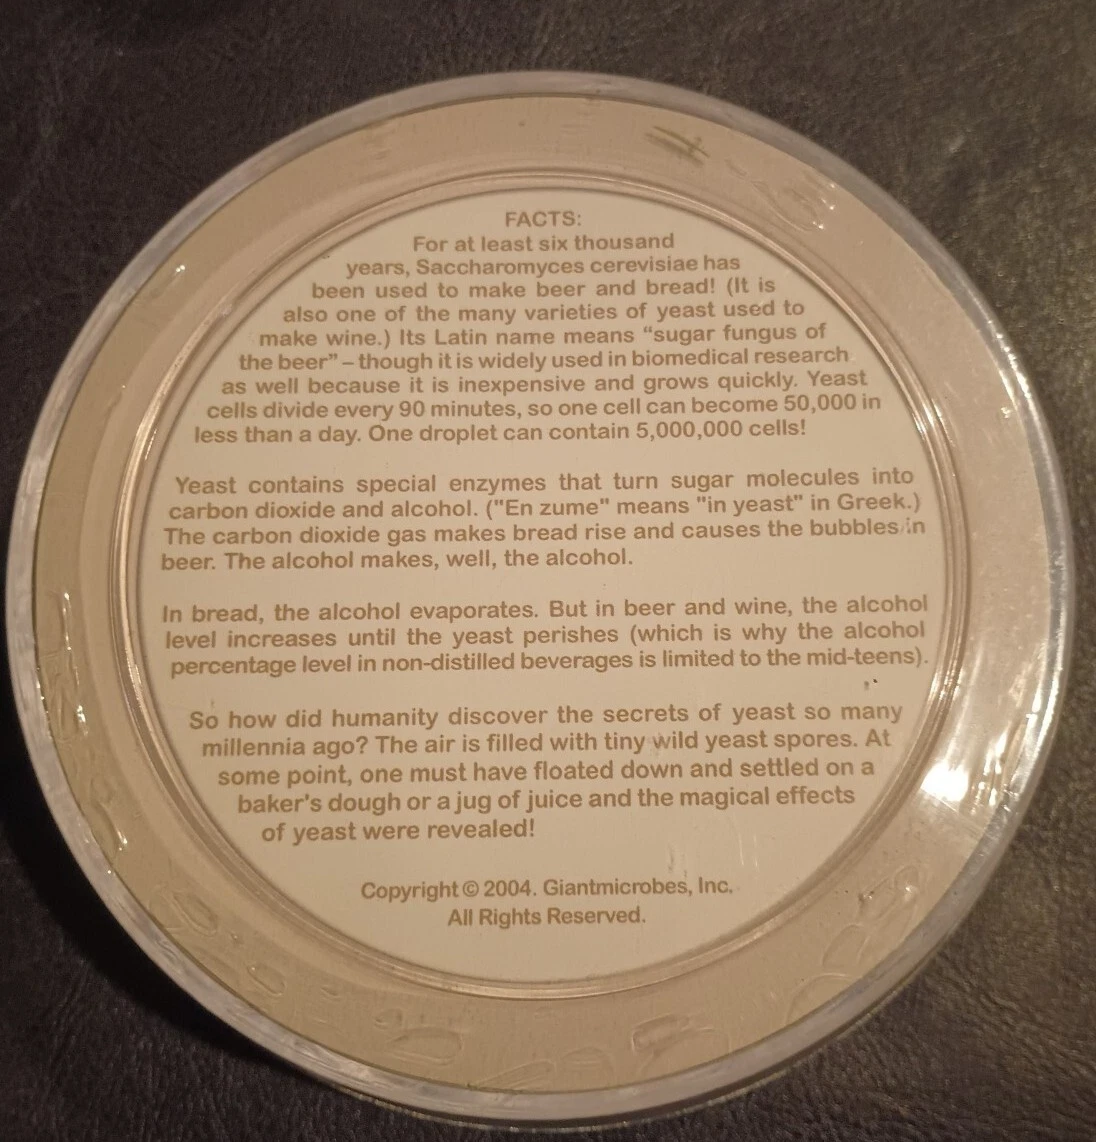 FACTS:
For at least six thousand
years, Saccharomyces cerevisiae has
been used to make beer and bread! (It is
also one of the many varieties of yeast used to
make wine.) Its Latin name means “sugar fungus of
the beer” – though it is widely used in biomedical research
as well because it is inexpensive and grows quickly. Yeast
cells divide every 90 minutes, so one cell can become 50,000 in
less than a day. One droplet can contain 5,000,000 cells!
Yeast contains special enzymes that turn sugar molecules into
carbon dioxide and alcohol. ("En zume" means "in yeast" in Greek.)
The carbon dioxide gas makes bread rise and causes the bubbles in
beer. The alcohol makes, well, the alcohol.
In bread, the alcohol evaporates. But in beer and wine, the alcohol
level increases until the yeast perishes (which is why the alcohol
percentage level in non-distilled beverages is limited to the mid-teens).
So how did humanity discover the secrets of yeast so many
millennia ago? The air is filled with tiny wild yeast spores. At
some point, one must have floated down and settled on a
baker's dough or a jug of juice and the magical effects
of yeast were revealed!
Copyright © 2004. Giantmicrobes, Inc.
All Rights Reserved.